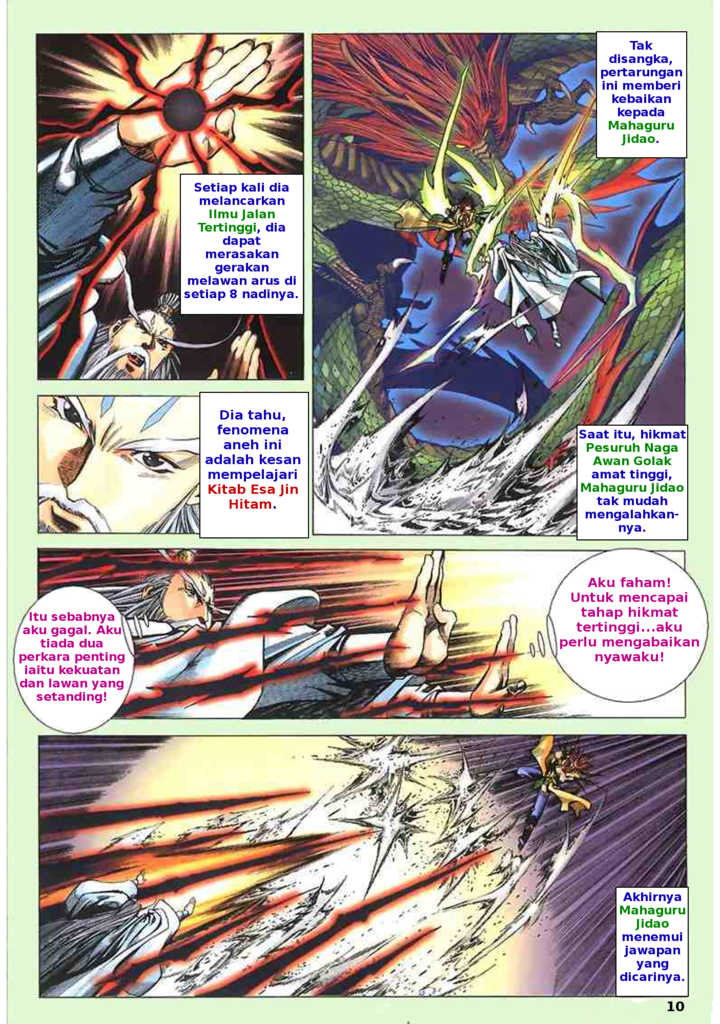 Setiap kali dia
melancarkan
Ilmu Jalan
Tertinggi, dia
dapat
merasakan
gerakan
melawan arus di
setiap 8 nadinya.
Tak
disangka,
pertarungan
ini memberi
kebaikan
kepada
Mahaguru
Jidao.
Dia tahu,
fenomena
aneh ini
adalah kesan
mempelajari
Kitab Esa Jin
Hitam.
Saat itu, hikmat
Pesuruh Naga
Awan Golak
amat tinggi,
Mahaguru Jidao
tak mudah
mengalahkan-
nya.
Itu sebabnya
aku gagal. Aku
tiada dua
perkara penting
iaitu kekuatan
dan lawan yang
setanding!
Aku faham!
Untuk mencapai
tahap hikmat
tertinggi...aku
perlu mengabaikan
nyawaku!
Akhirnya
Mahaguru
Jidao
menemui
jawapan
yang
dicarinya.
10